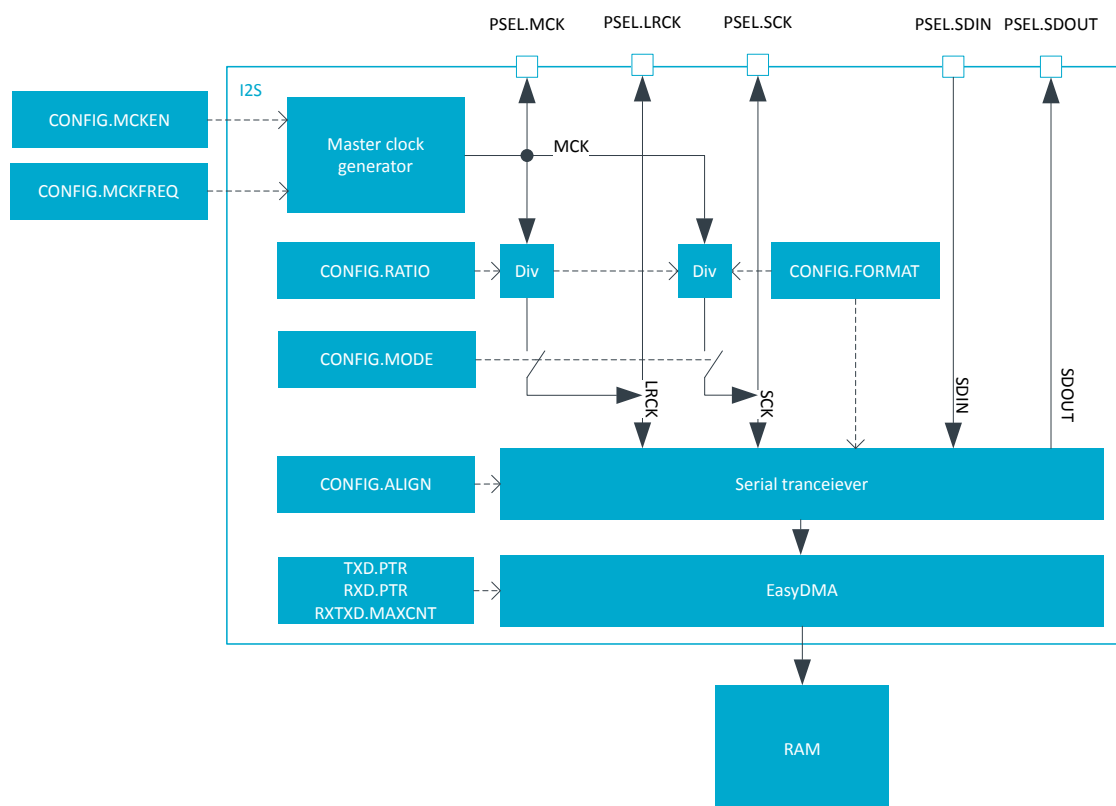 PSEL.MCK
PSEL.LRCK
PSEL.SCK
PSEL.SDIN
PSEL.SDOUT
I2S
CONFIG.MCKEN
CONFIG.MCKFREQ
Master clock
generator
MCK
CONFIG.RATIO
Div
Div
CONFIG.FORMAT
CONFIG.MODE
LRCK
SCK
SDIN
SDOUT
CONFIG.ALIGN
Serial tranceiever
TXD.PTR
RXD.PTR
RXTXD.MAXCNT
EasyDMA
RAM